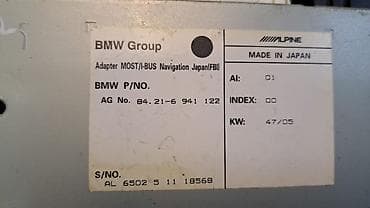 BMW Group
Adapter MOST/I-BUS Navigation Japan(FBI)
BMW P/NO.
AG No. 84.21-6 941 122
S/NO.
AL 6502 5 11 18568
ALPINE
MADE IN JAPAN
AI: 01
INDEX: 00
KW: 47/05